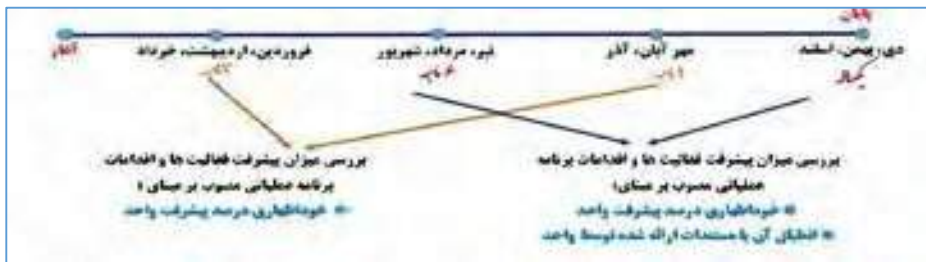 پایان
آغاز
فروردین، اردیبهشت، خرداد
تیر، مرداد، شهریور
مهر آبان، آذر
دی، بهمن، اسفند
بررسی میزان پیشرفت فعالیت ها و اقدامات
برنامه عملیاتی مصوب بر مبنای :
خوداظهاری درصد پیشرفت واحد
بررسی میزان پیشرفت فعالیت ها و اقدامات برنامه
عملیاتی مصوب بر مبنای:
خوداظهاری درصد پیشرفت واحد
انطباق آن با مستندات ارائه شده توسط واحد